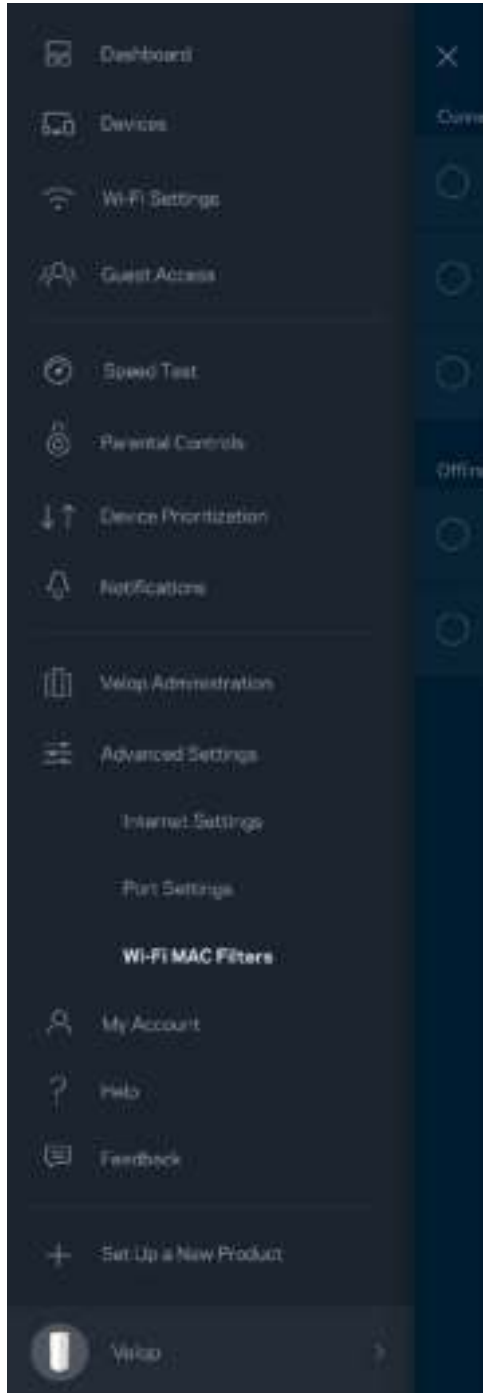 Dashboard
Devices
Wi-Fi Settings
Guest Access
Speed Test
Parental Controls
Device Prioritization
Notifications
Velop Administration
Advanced Settings
Internet Settings
Port Settings
Wi-Fi MAC Filters
My Account
Help
Feedback
Set Up a New Product
Velop